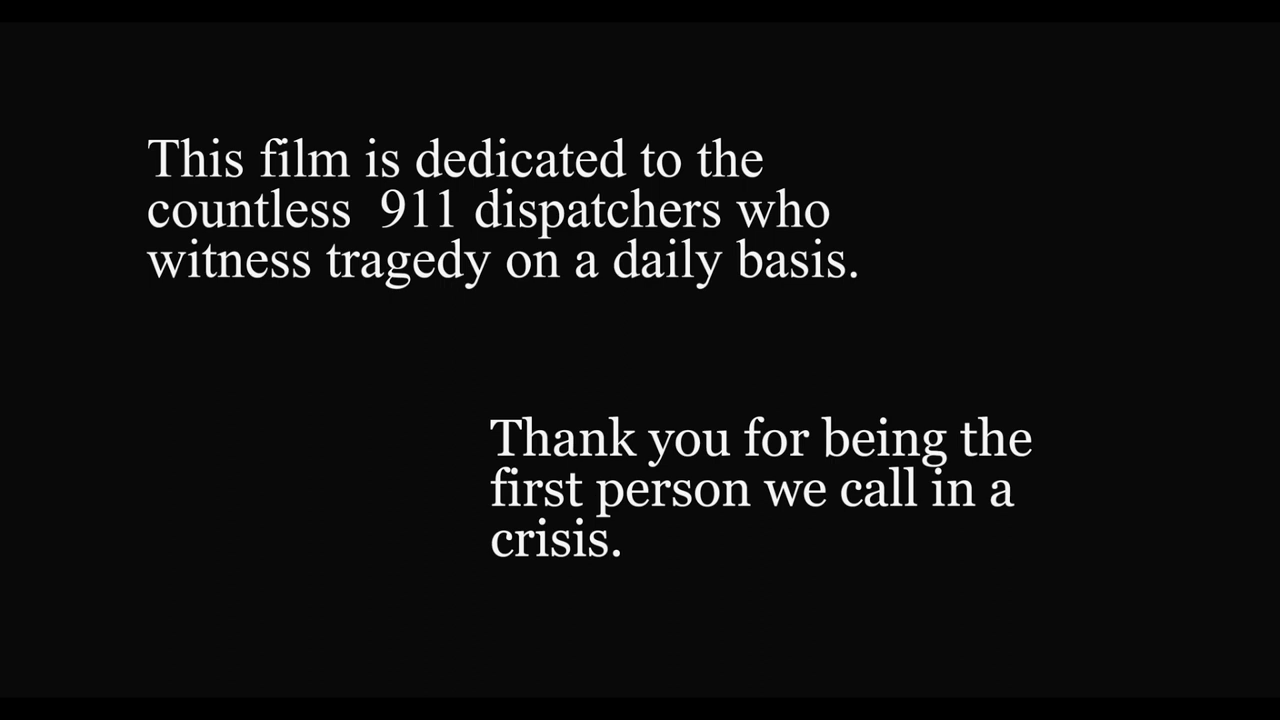 This film is dedicated to the
countless  911 dispatchers who
witness tragedy on a daily basis.
Thank you for being the
first person we call in a
crisis.